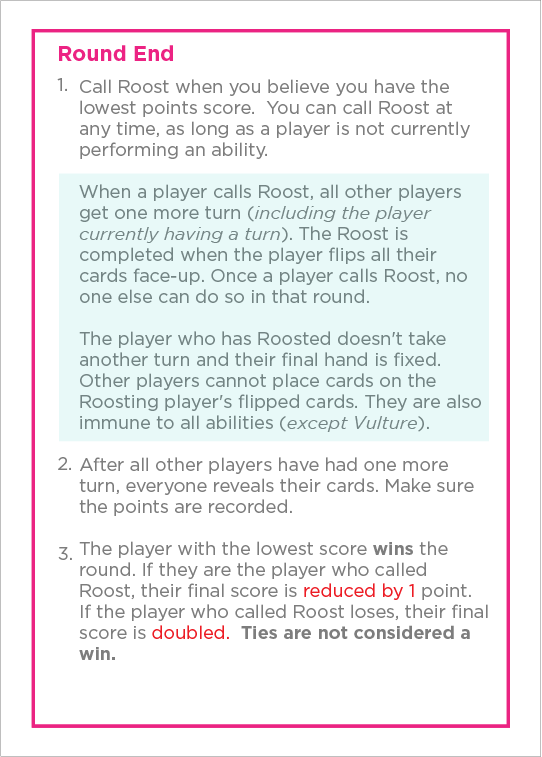 Round End
1. Call Roost when you believe you have the
lowest points score.  You can call Roost at
any time, as long as a player is not currently
performing an ability.
When a player calls Roost, all other players
get one more turn (including the player
currently having a turn). The Roost is
completed when the player flips all their
cards face-up. Once a player calls Roost, no
one else can do so in that round.
The player who has Roosted doesn't take
another turn and their final hand is fixed.
Other players cannot place cards on the
Roosting player's flipped cards. They are also
immune to all abilities (except Vulture).
2. After all other players have had one more
turn, everyone reveals their cards. Make sure
the points are recorded.
3. The player with the lowest score wins the
round. If they are the player who called
Roost, their final score is reduced by 1 point.
If the player who called Roost loses, their final
score is doubled.  Ties are not considered a
win.